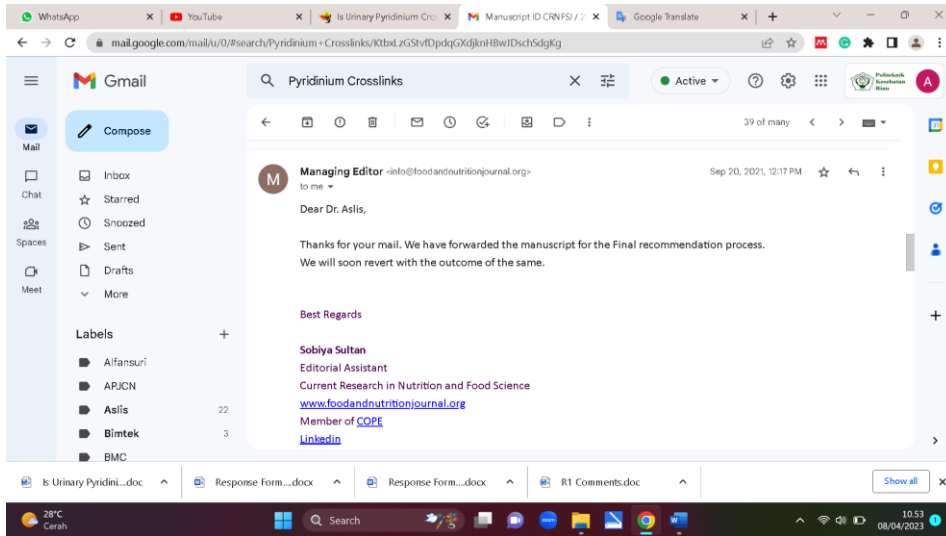 WhatsApp
YouTube
Is Urinary Pyridinium Cro
Manuscript ID CRNFSJ / 2
Google Translate
mail.google.com/mail/u/0/#search/Pyridinium+Crosslinks/KtbxLzGStvfDpdqGXdjknHBwJDschSdgKg
Gmail
Pyridinium Crosslinks
Active
Politeknik
Kesehatan
Riau
A
Mail
Chat
Spaces
Meet
Compose
Inbox
Starred
Snoozed
Sent
Drafts
More
Labels
Alfansuri
APJCN
Aslis 22
Bimtek 3
BMC
39 of many
31
M
Managing Editor <info@foodandnutritionjournal.org>
Sep 20, 2021, 12:17 PM
to me
Dear Dr. Aslis,
Thanks for your mail. We have forwarded the manuscript for the Final recommendation process.
We will soon revert with the outcome of the same.
Best Regards
Sobiya Sultan
Editorial Assistant
Current Research in Nutrition and Food Science
www.foodandnutritionjournal.org
Member of COPE
Linkedin
Is Urinary Pyridini....doc
Response Form....docx
Response Form....docx
R1 Comments.doc
Show all
28°C
Cerah
Search
10.53
08/04/2023
1